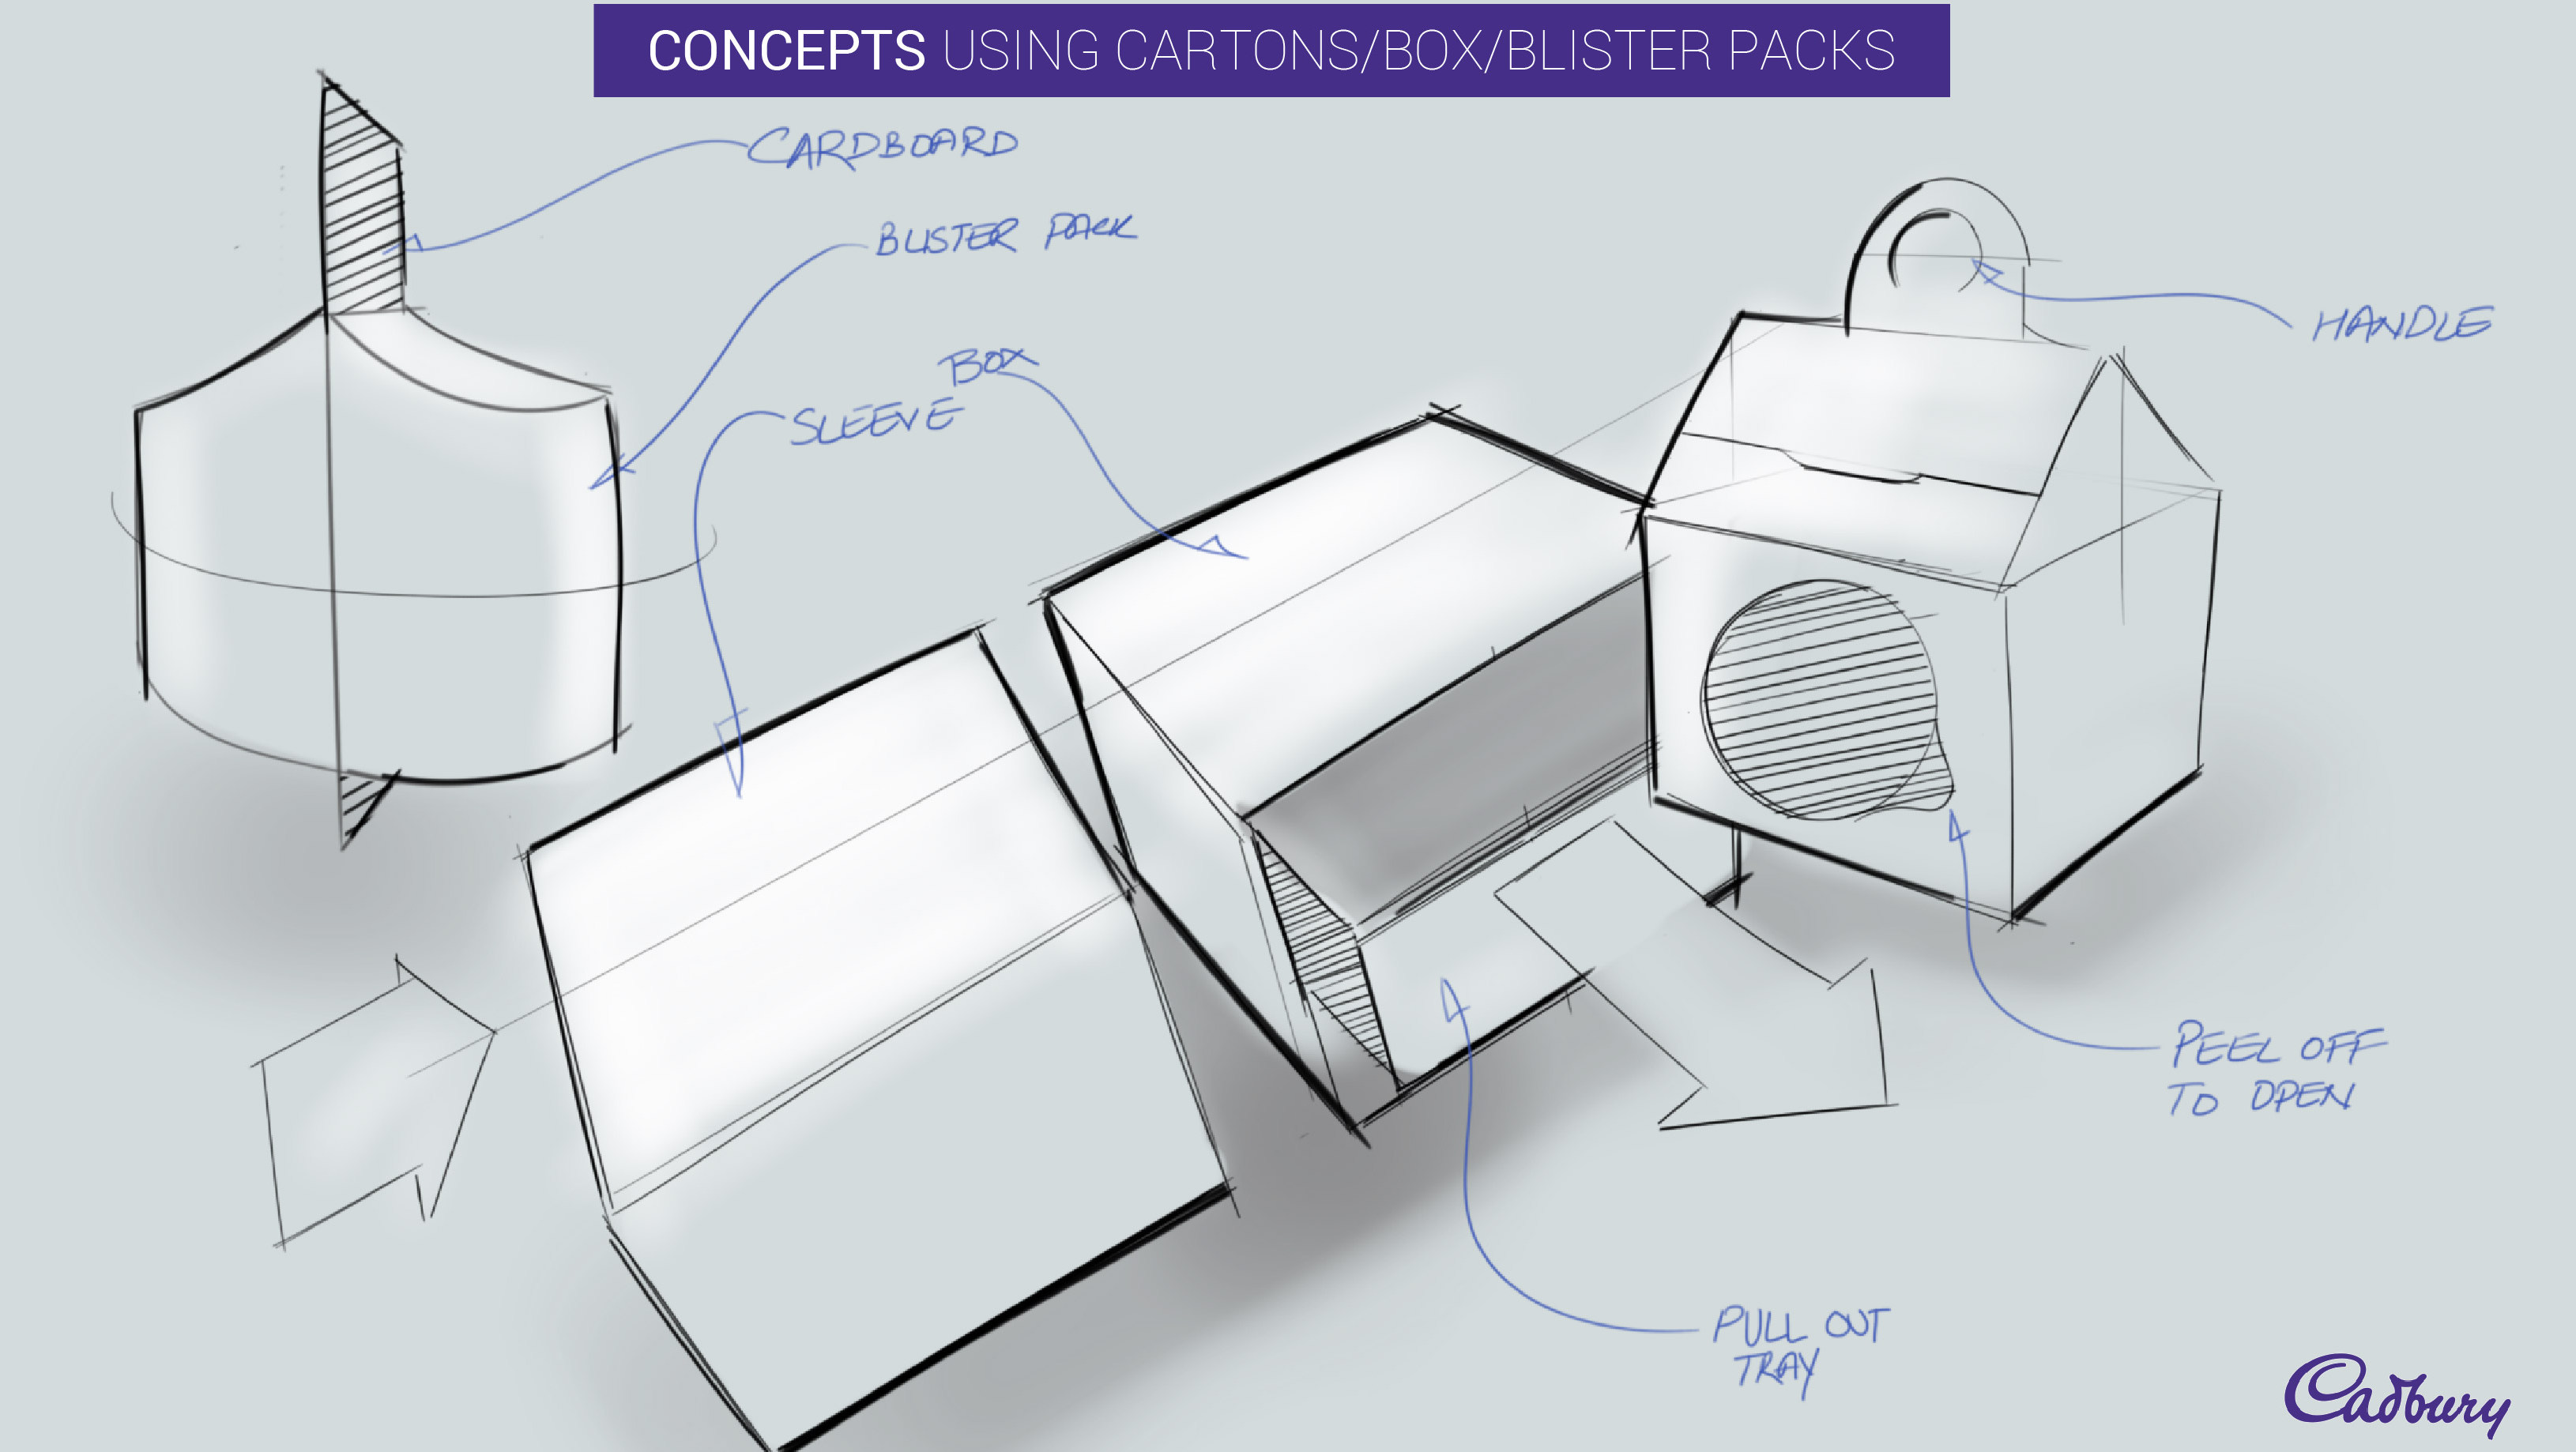 CONCEPTS USING CARTONS/BOX/BLISTER PACKS
CARDBOARD
BLISTER PACK
BOX
SLEEVE
HANDLE
PEEL OFF
TO OPEN
PULL OUT
TRAY
Cadbury